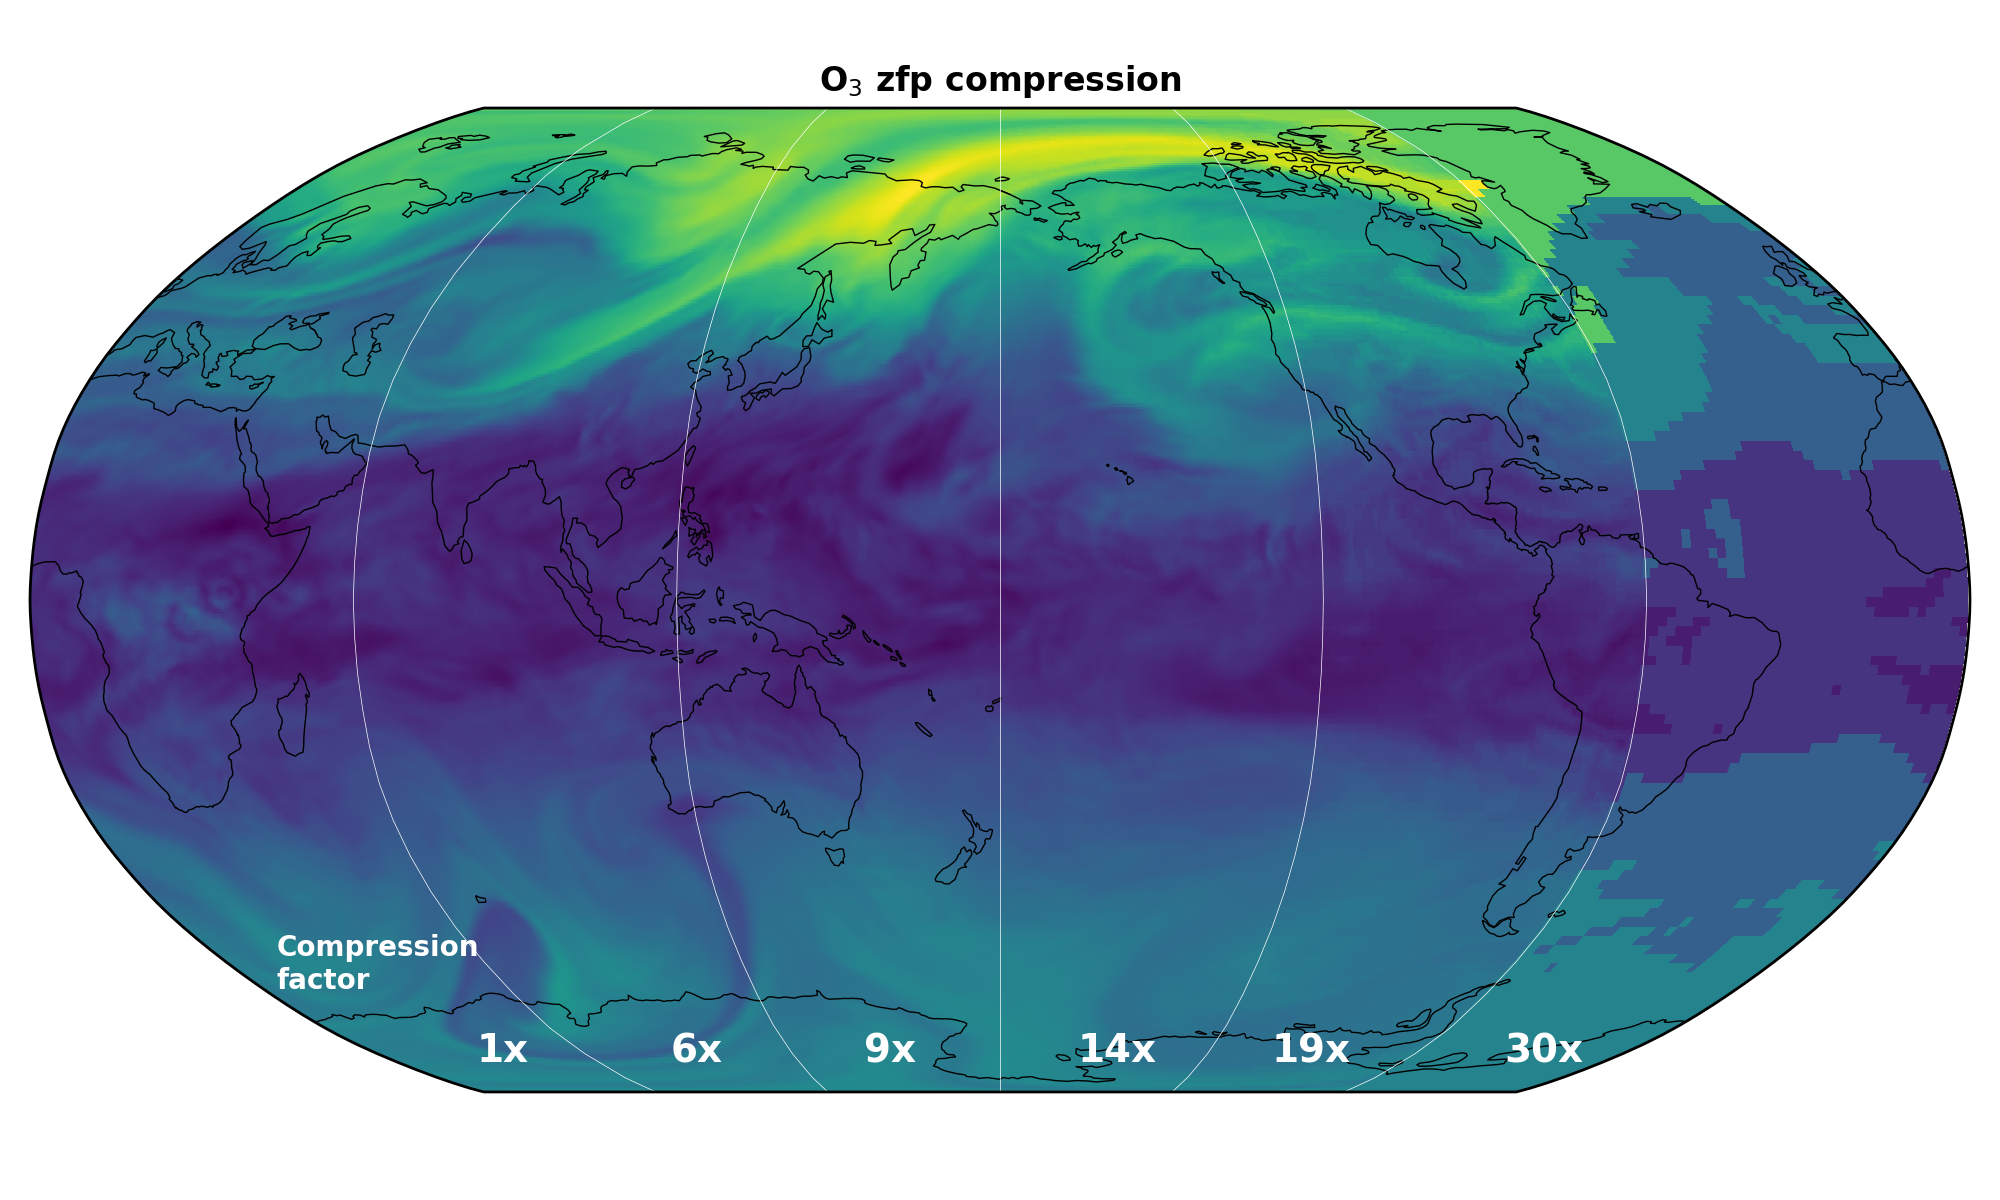 O₃ zfp compression
Compression
factor
1x 6x 9x 14x 19x 30x